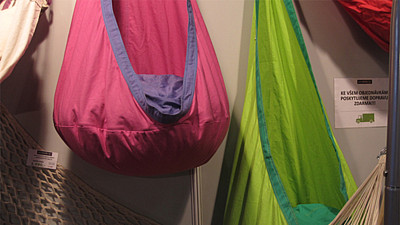 KE VŠEM OBJEDNÁVKÁM
POSKYTUJEME DOPRAVU
ZDARMA!!!